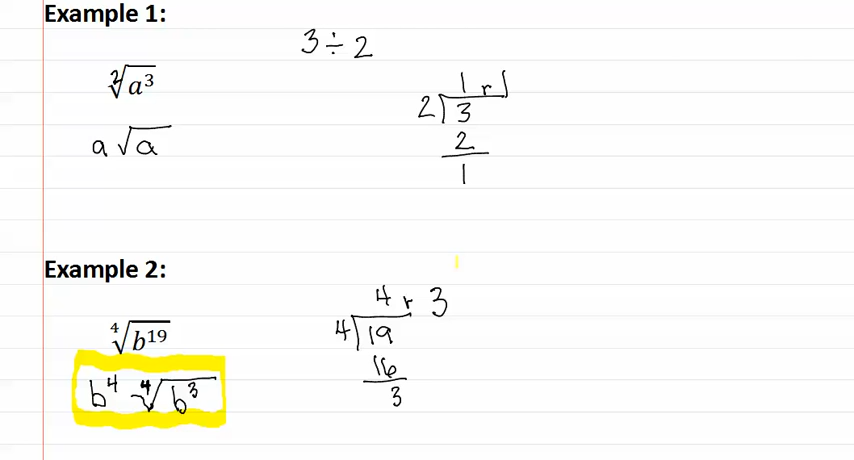 Example 1:
3 ÷ 2
²√a³
1 r 1
2)3
a√a
2
1
Example 2:
4 r 3
⁴√b¹⁹
4)19
b⁴ ⁴√b³
16
3